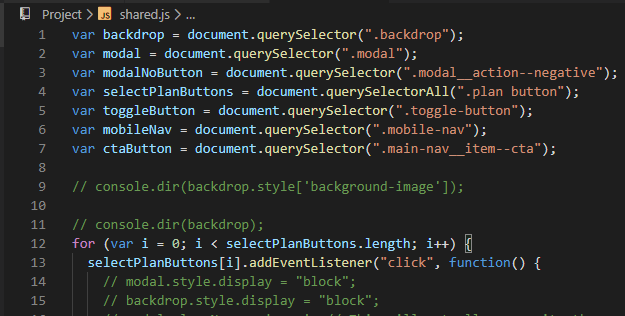 Project > JS shared.js > ...
1 var backdrop = document.querySelector(".backdrop");
2 var modal = document.querySelector(".modal");
3 var modalNoButton = document.querySelector(".modal__action--negative");
4 var selectPlanButtons = document.querySelectorAll(".plan button");
5 var toggleButton = document.querySelector(".toggle-button");
6 var mobileNav = document.querySelector(".mobile-nav");
7 var ctaButton = document.querySelector(".main-nav__item--cta");
8
9 // console.dir(backdrop.style['background-image']);
10
11 // console.dir(backdrop);
12 for (var i = 0; i < selectPlanButtons.length; i++) {
13 selectPlanButtons[i].addEventListener("click", function() {
14 // modal.style.display = "block";
15 // backdrop.style.display = "block";